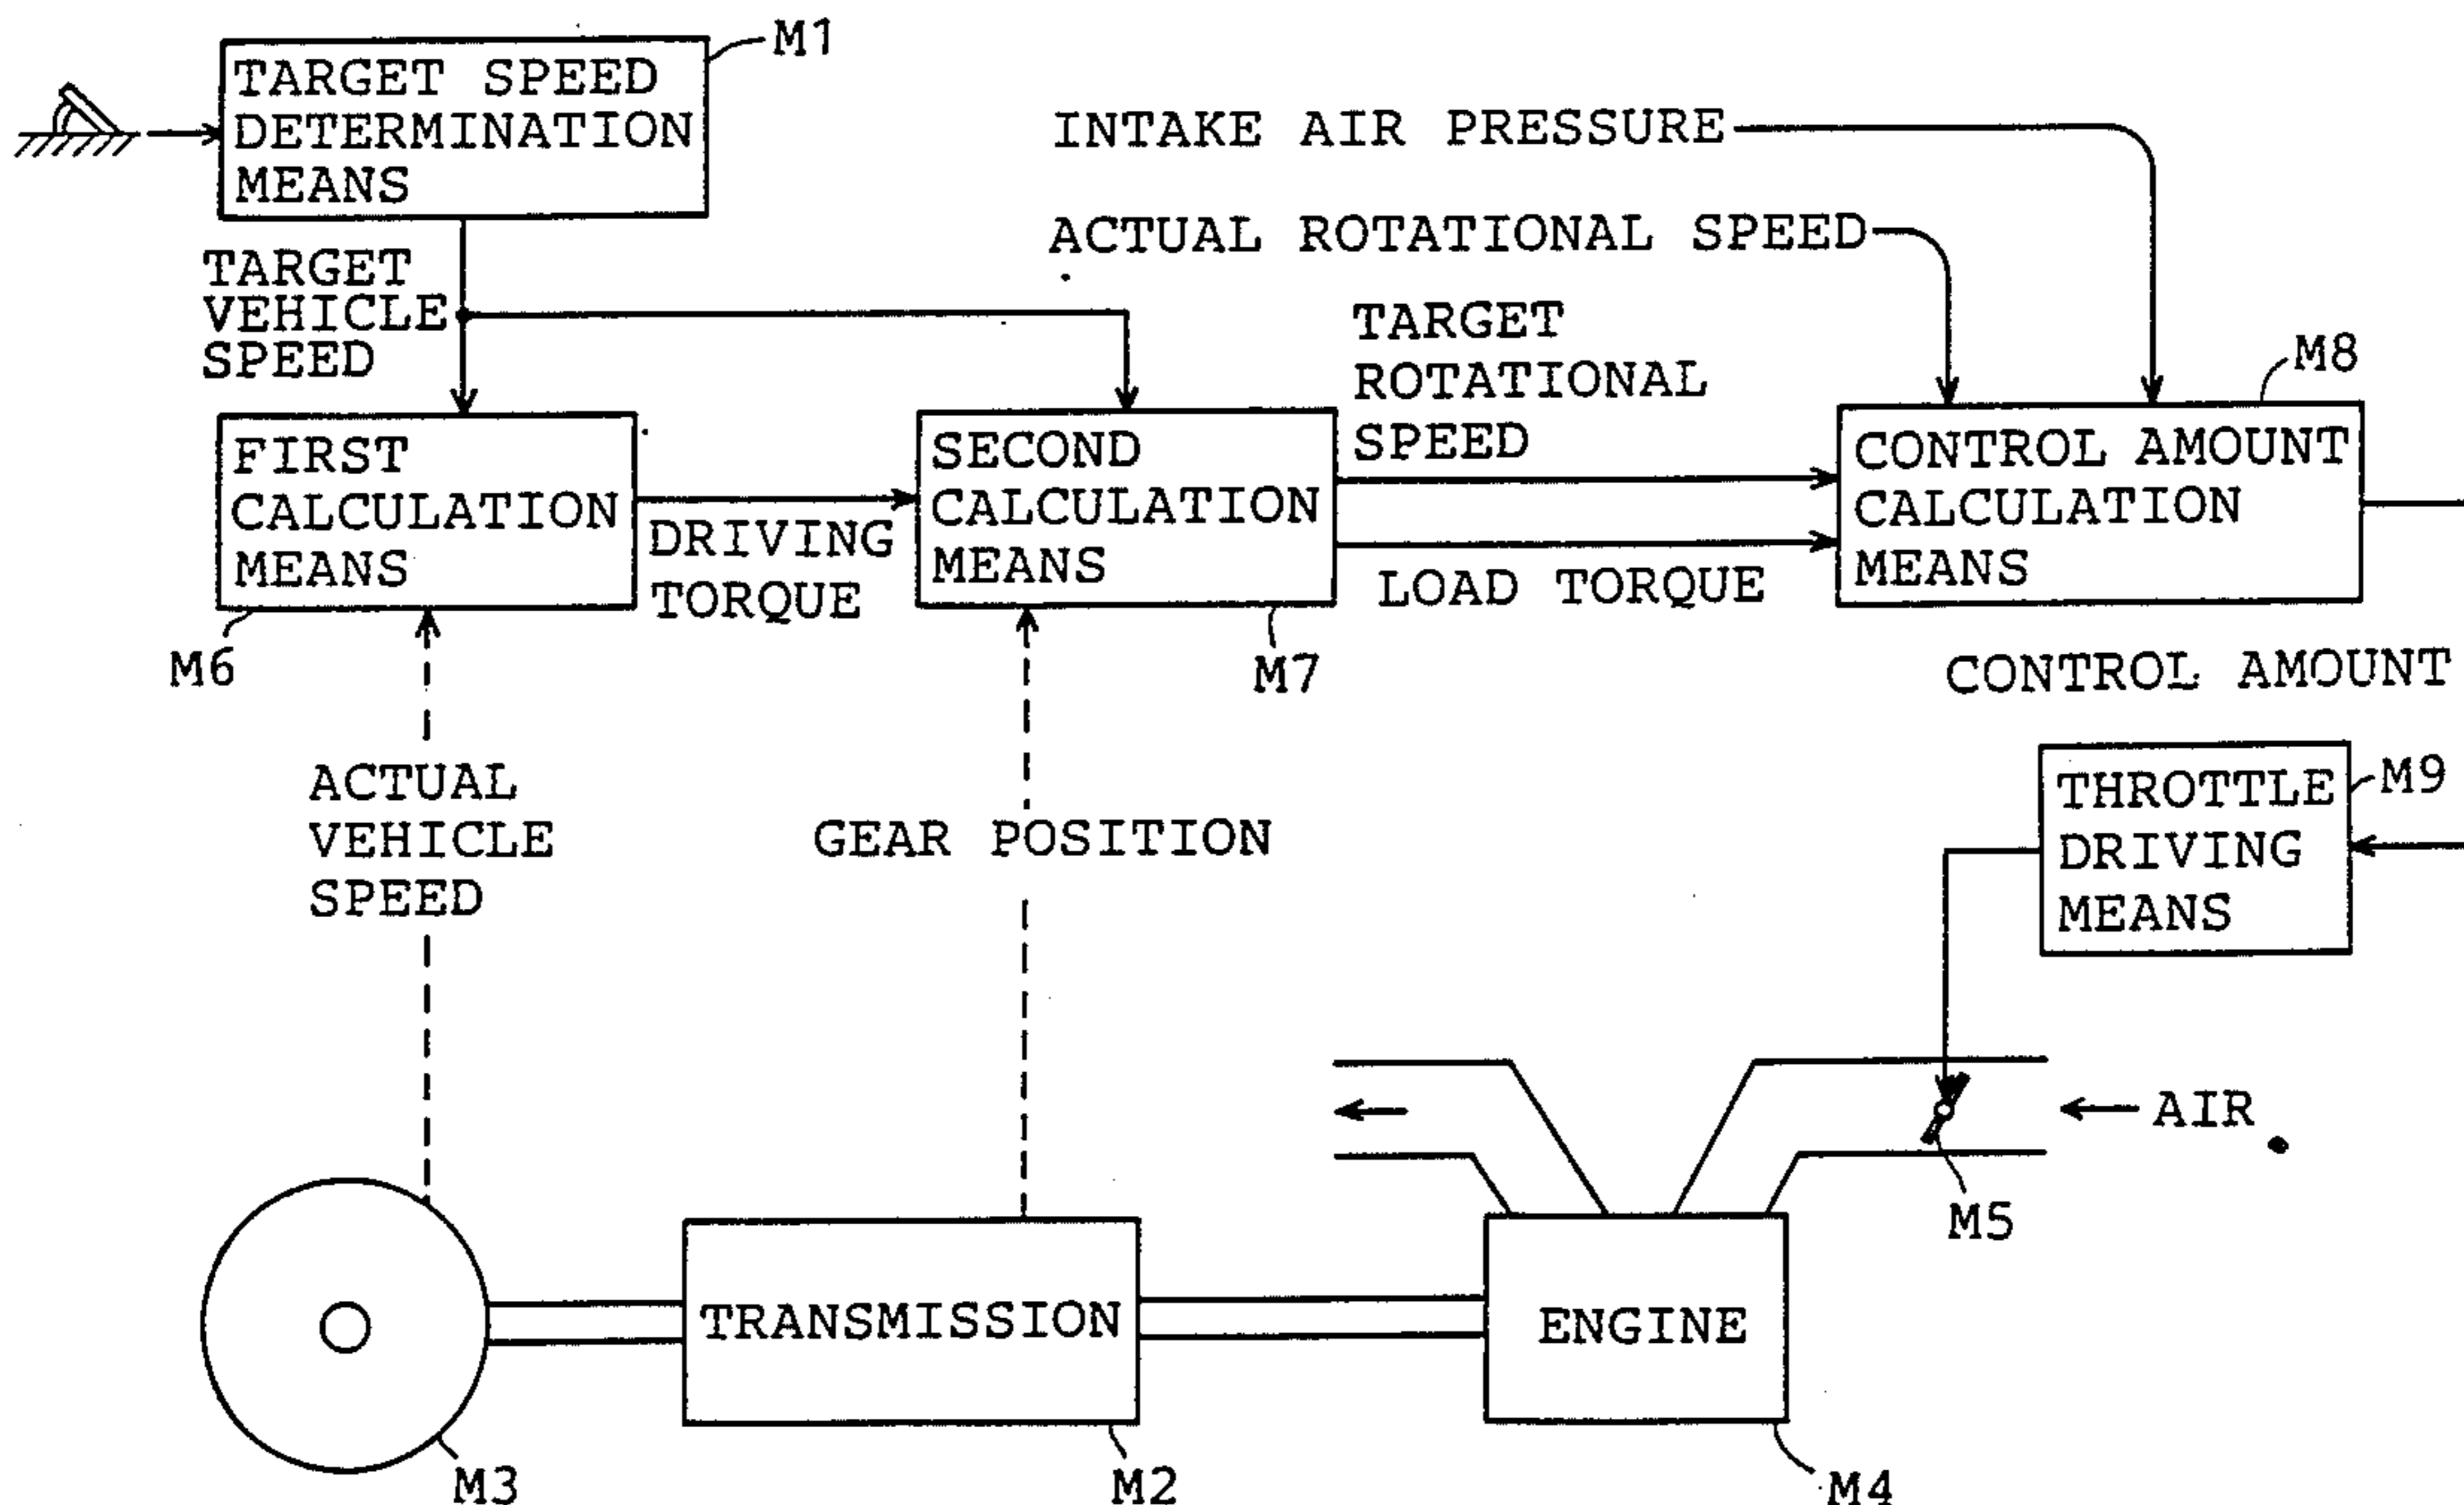 M1
TARGET SPEED
DETERMINATION
MEANS
INTAKE AIR PRESSURE
ACTUAL ROTATIONAL SPEED
TARGET
VEHICLE
SPEED
TARGET
ROTATIONAL
SPEED
M8
FIRST
CALCULATION
MEANS
DRIVING
TORQUE
SECOND
CALCULATION
MEANS
LOAD TORQUE
CONTROL AMOUNT
CALCULATION
MEANS
M6
M7
CONTROL AMOUNT
ACTUAL
VEHICLE
SPEED
GEAR POSITION
THROTTLE
DRIVING
MEANS
M9
AIR
M5
TRANSMISSION
ENGINE
M3
M2
M4